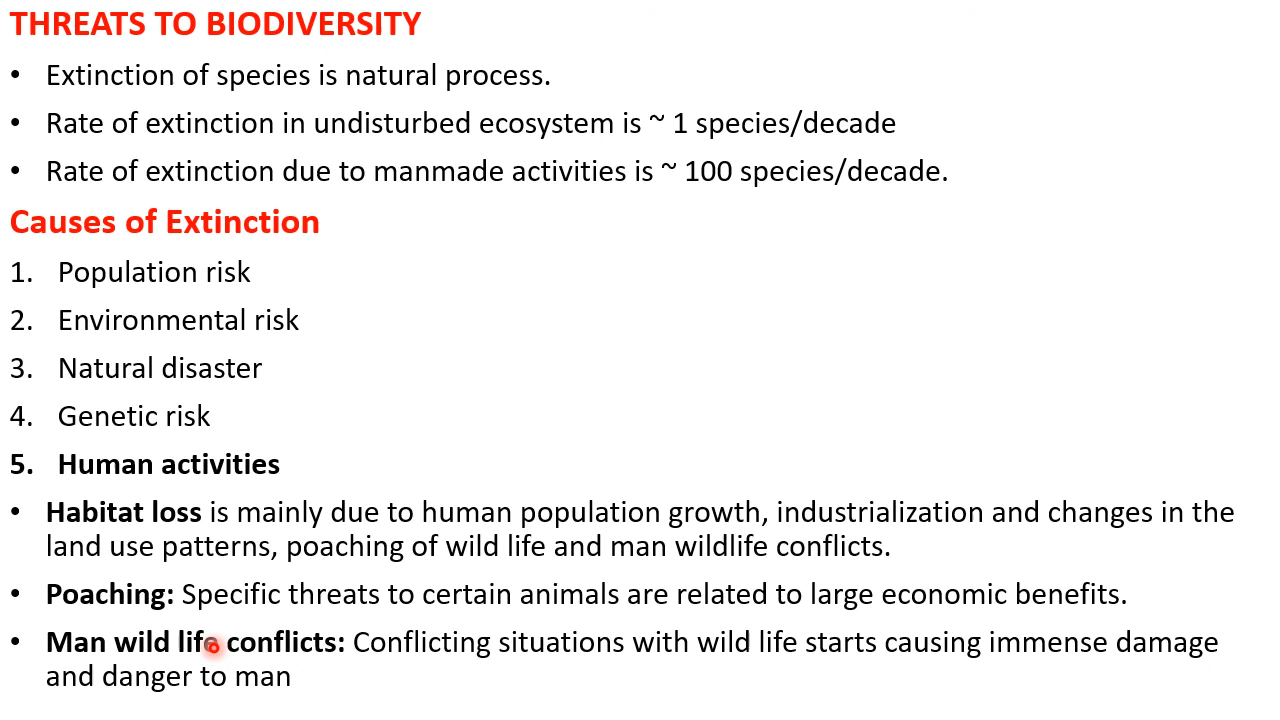 THREATS TO BIODIVERSITY
• Extinction of species is natural process.
• Rate of extinction in undisturbed ecosystem is ~ 1 species/decade
• Rate of extinction due to manmade activities is ~ 100 species/decade.
Causes of Extinction
1. Population risk
2. Environmental risk
3. Natural disaster
4. Genetic risk
5. Human activities
• Habitat loss is mainly due to human population growth, industrialization and changes in the
land use patterns, poaching of wild life and man wildlife conflicts.
• Poaching: Specific threats to certain animals are related to large economic benefits.
• Man wild life conflicts: Conflicting situations with wild life starts causing immense damage
and danger to man